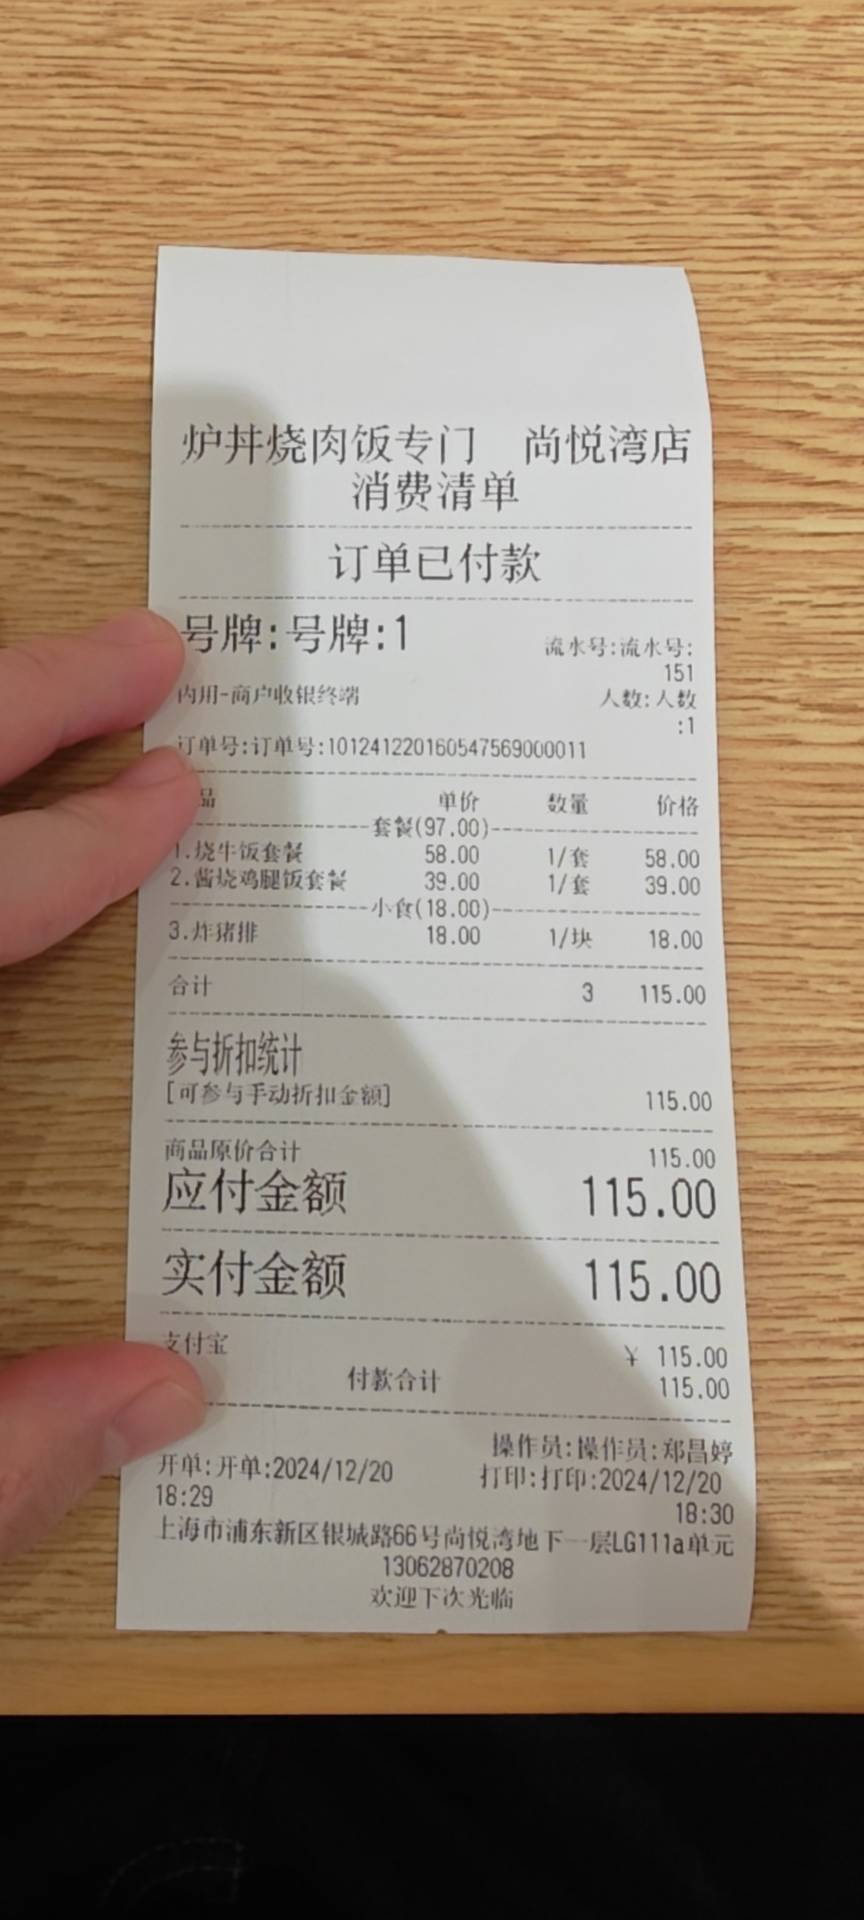 炉丼烧肉饭专门 尚悦湾店
消费清单
订单已付款
号牌:号牌:1
流水号:流水号:
151
内用-商户收银终端
人数:人数
:1
订单号:订单号:101241220160547569000011
品 单价 数量 价格
套餐(97.00)
1.烧牛饭套餐 58.00 1/套 58.00
2.酱烧鸡腿饭套餐 39.00 1/套 39.00
小食(18.00)
3.炸猪排 18.00 1/块 18.00
合计 3 115.00
参与折扣统计
[可参与手动折扣金额] 115.00
商品原价合计 115.00
应付金额 115.00
实付金额 115.00
支付宝 ¥ 115.00
付款合计 115.00
操作员:操作员:郑昌婷
开单:开单:2024/12/20
18:29
打印:打印:2024/12/20
18:30
上海市浦东新区银城路66号尚悦湾地下一层LG111a单元
13062870208
欢迎下次光临